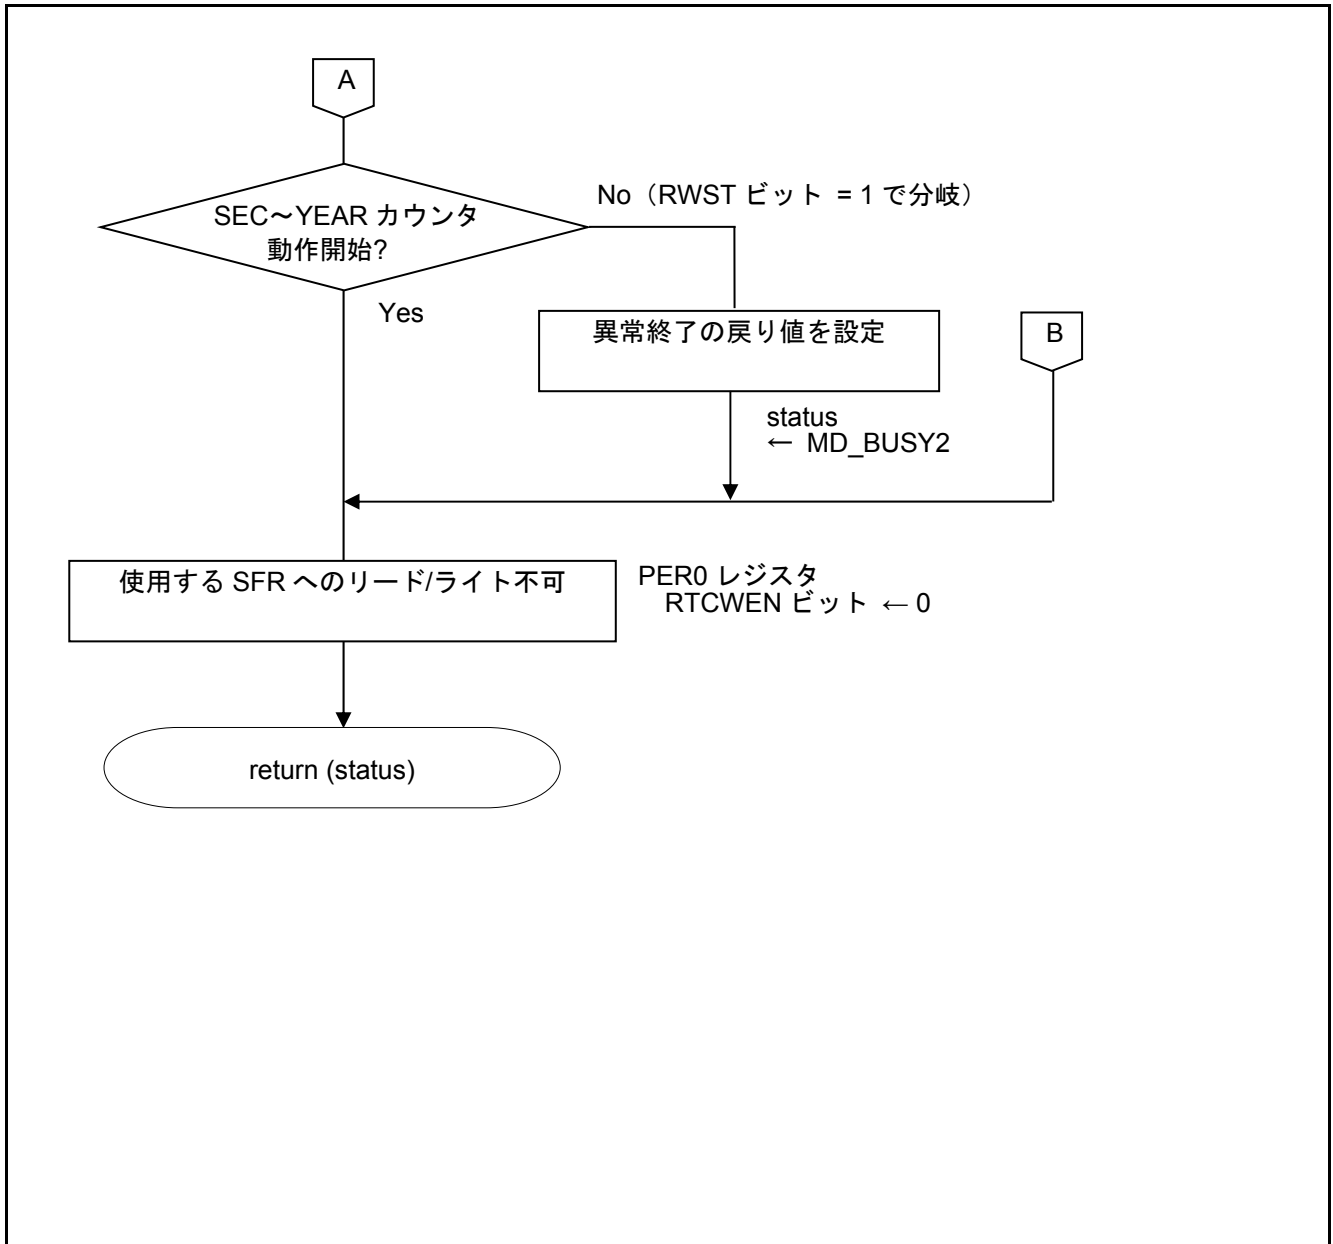 A
No（RWST ビット = 1 で分岐）
SEC～YEAR カウンタ
動作開始?
Yes
異常終了の戻り値を設定
B
status
← MD_BUSY2
使用する SFR へのリード/ライト不可
PER0 レジスタ
RTCWEN ビット ← 0
return (status)